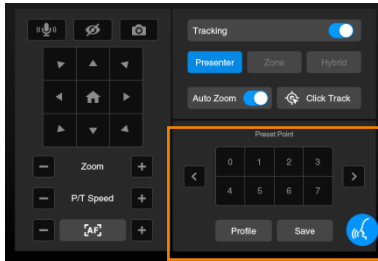 Tracking
Presenter Zone Hybrid
Auto Zoom Click Track
Zoom
P/T Speed
[AF]
Preset Point
0 1 2 3
4 5 6 7
Profile Save